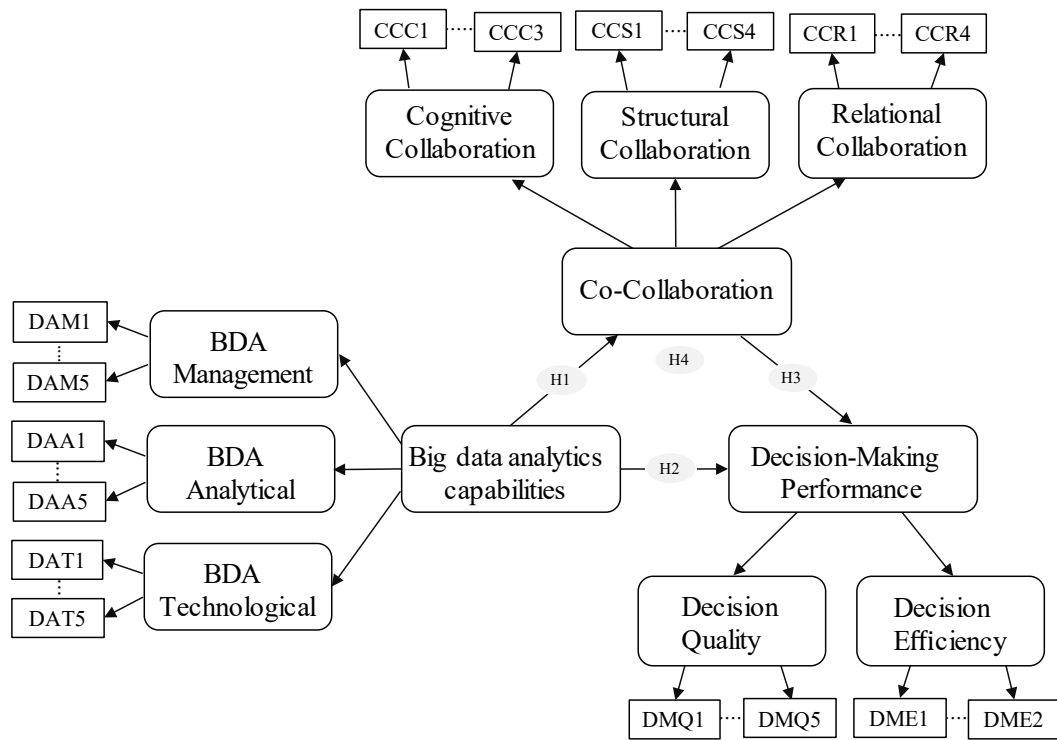 CCC1
CCC3
CCS1
CCS4
CCR1
CCR4
Cognitive
Collaboration
Structural
Collaboration
Relational
Collaboration
Co-Collaboration
DAM1
DAM5
BDA
Management
H1
H4
H3
DAA1
DAA5
BDA
Analytical
Big data analytics
capabilities
H2
Decision-Making
Performance
DAT1
DAT5
BDA
Technological
Decision
Quality
Decision
Efficiency
DMQ1
DMQ5
DME1
DME2